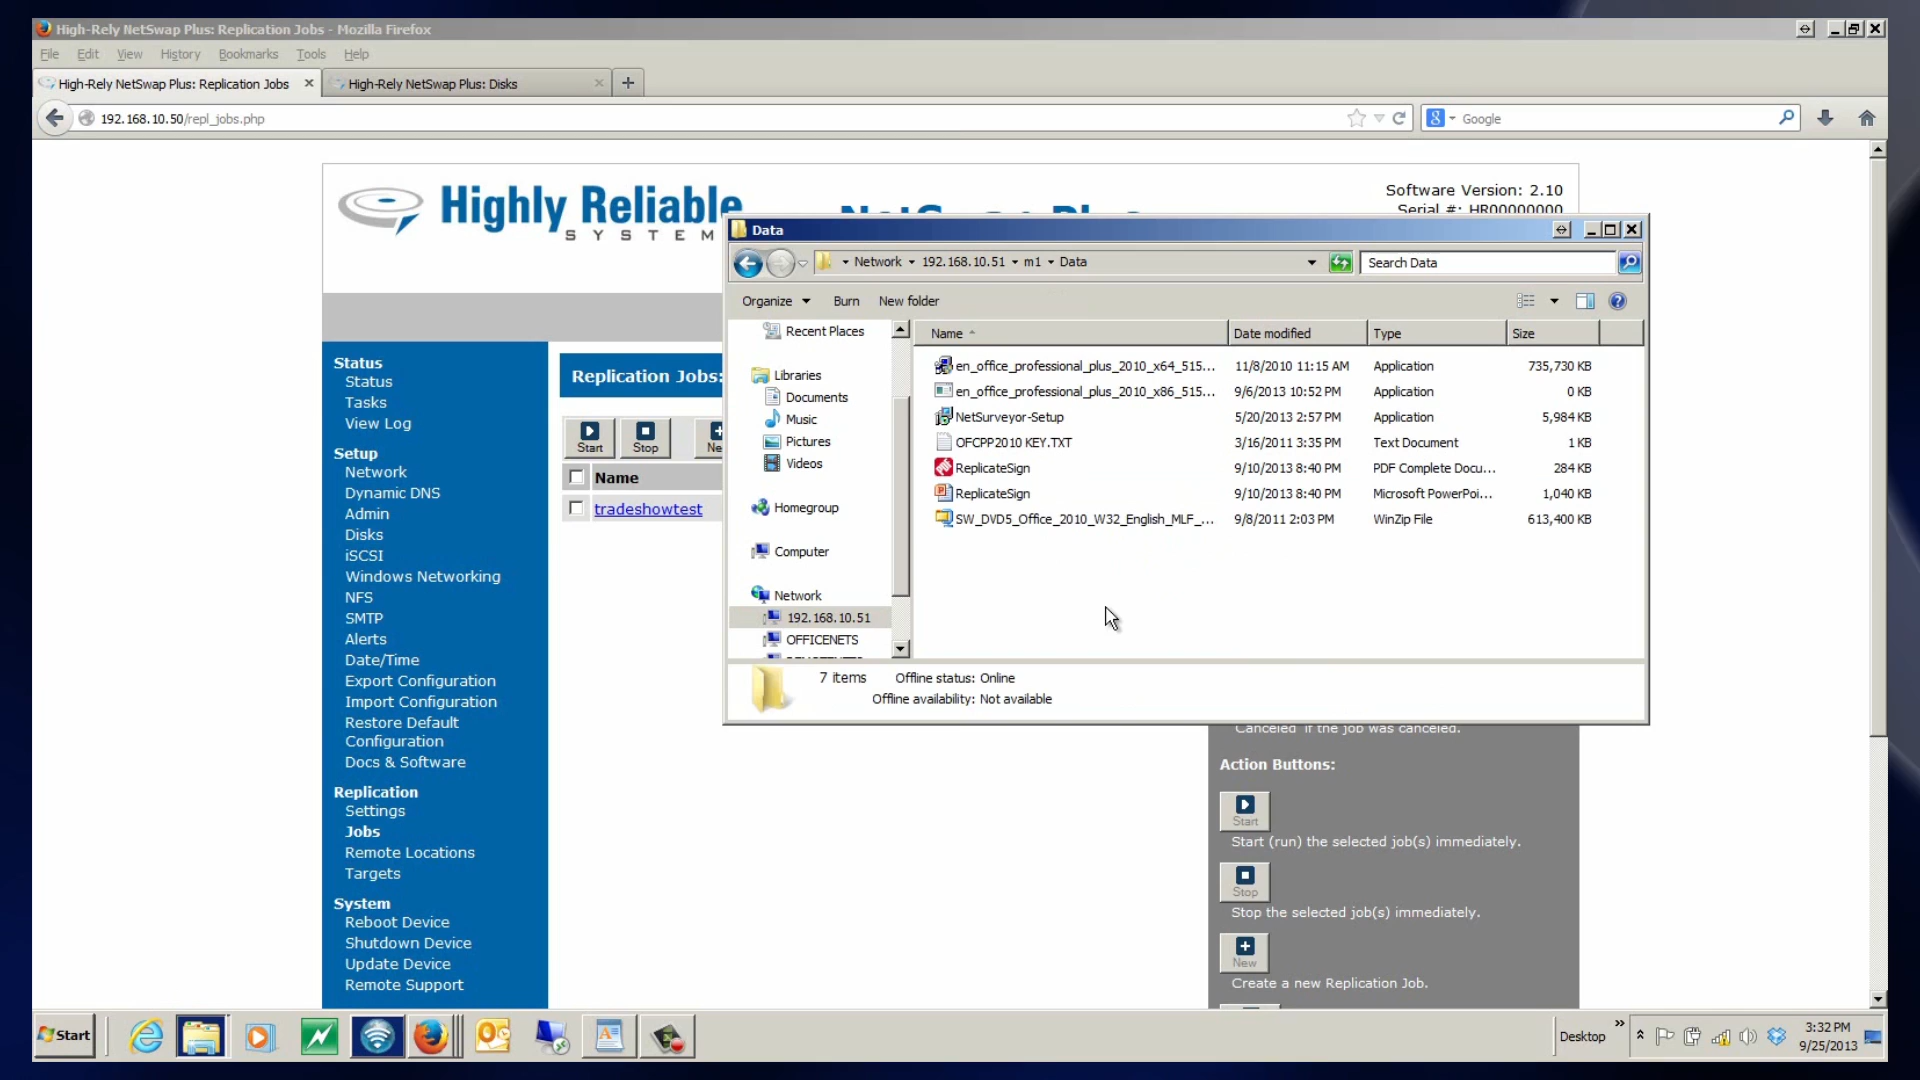 High-Rely NetSwap Plus: Replication Jobs - Mozilla Firefox
File Edit View History Bookmarks Tools Help
High-Rely NetSwap Plus: Replication Jobs
High-Rely NetSwap Plus: Disks
192.168.10.50/repl_jobs.php
Google
Highly Reliable
SYSTEM
NetSwap Plus
Software Version: 2.10
Serial #: HR00000000
Status
Status
Tasks
View Log
Setup
Network
Dynamic DNS
Admin
Disks
iSCSI
Windows Networking
NFS
SMTP
Alerts
Date/Time
Export Configuration
Import Configuration
Restore Default
Configuration
Docs & Software
Replication
Settings
Jobs
Remote Locations
Targets
System
Reboot Device
Shutdown Device
Update Device
Remote Support
Replication Jobs:
Start Stop Ne
Name
tradeshowtest
Data
Network 192.168.10.51 m1 Data
Search Data
Organize Burn New folder
Recent Places
Libraries
Documents
Music
Pictures
Videos
Homegroup
Computer
Network
192.168.10.51
OFFICENETS
Name Date modified Type Size
en_office_professional_plus_2010_x64_515... 11/8/2010 11:15 AM Application 735,730 KB
en_office_professional_plus_2010_x86_515... 9/6/2013 10:52 PM Application 0 KB
NetSurveyor-Setup 5/20/2013 2:57 PM Application 5,984 KB
OFCPP2010 KEY.TXT 3/16/2011 3:35 PM Text Document 1 KB
ReplicateSign 9/10/2013 8:40 PM PDF Complete Docu... 284 KB
ReplicateSign 9/10/2013 8:40 PM Microsoft PowerPoi... 1,040 KB
SW_DVD5_Office_2010_W32_English_MLF_... 9/8/2011 2:03 PM WinZip File 613,400 KB
7 items Offline status: Online
Offline availability: Not available
Canceled if the job was canceled.
Action Buttons:
Start
Start (run) the selected job(s) immediately.
Stop
Stop the selected job(s) immediately.
New
Create a new Replication Job.
Start
Desktop
3:32 PM
9/25/2013